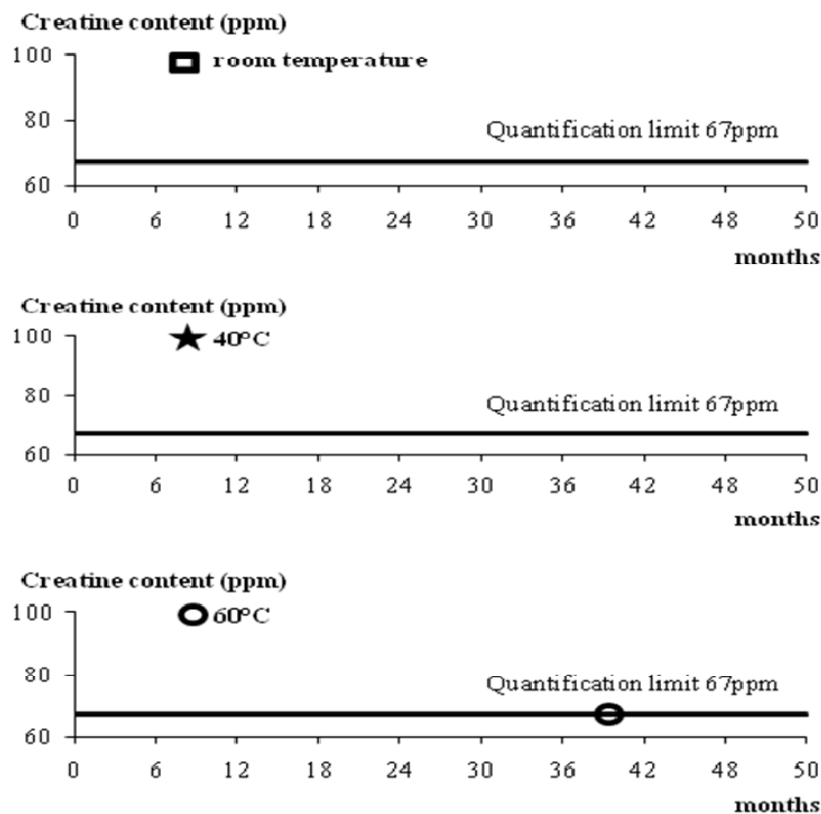 Creatine content (ppm)
100
room temperature
80
Quantification limit 67ppm
60
0 6 12 18 24 30 36 42 48 50
months
Creatine content (ppm)
100
40°C
80
Quantification limit 67ppm
60
0 6 12 18 24 30 36 42 48 50
months
Creatine content (ppm)
100
60°C
80
Quantification limit 67ppm
60
0 6 12 18 24 30 36 42 48 50
months